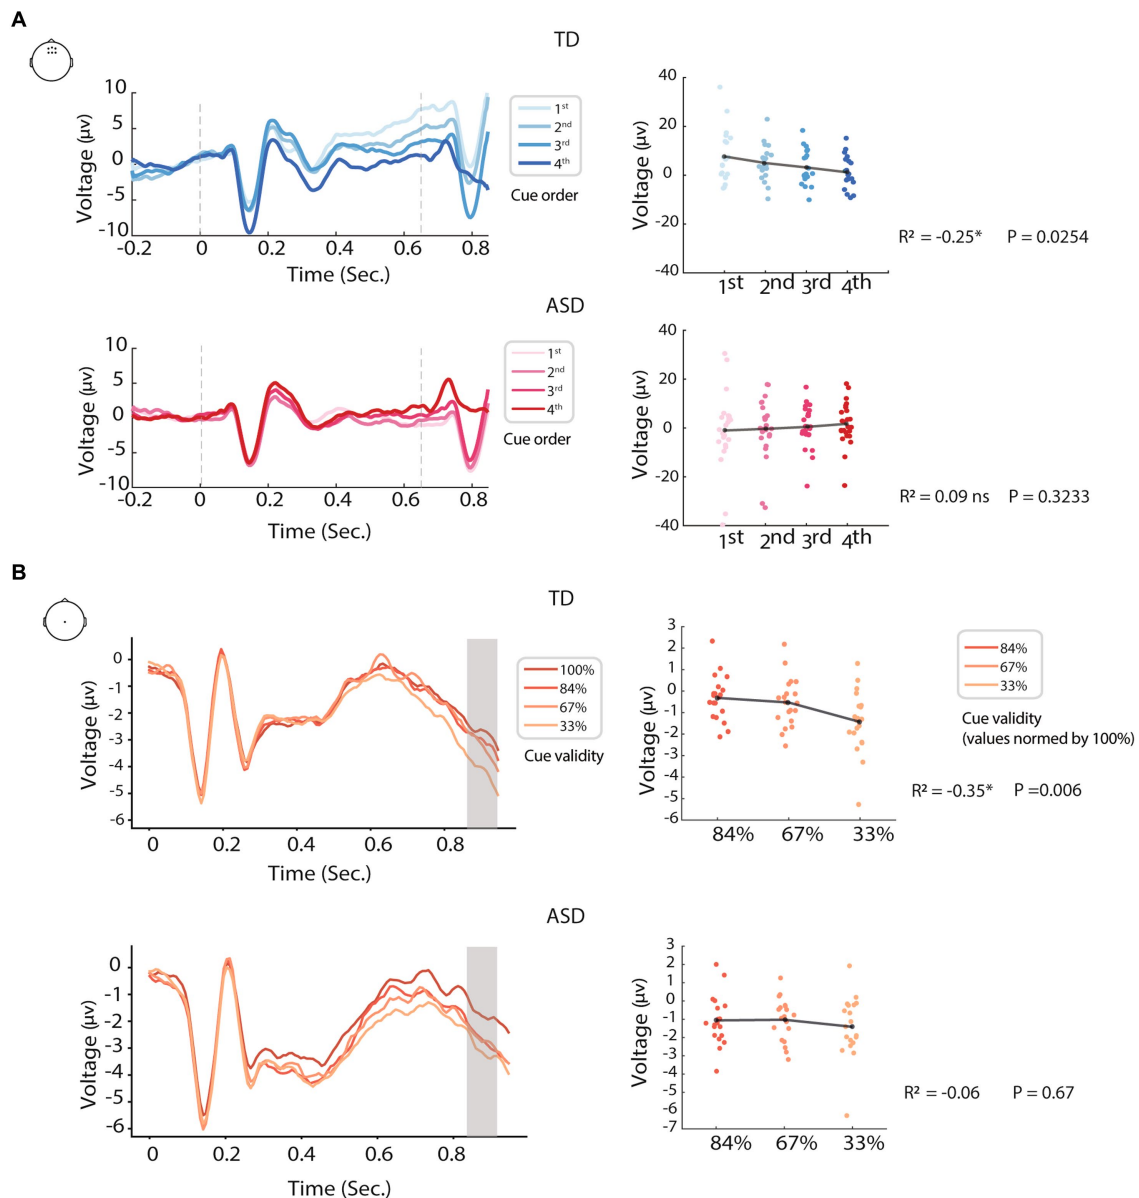 A
TD
Voltage (μv)
10
5
0
-5
-10
-0.2 0 0.2 0.4 0.6 0.8
Time (Sec.)
1st
2nd
3rd
4th
Cue order
Voltage (μv)
40
20
0
-20
-40
1st 2nd 3rd 4th
R² = -0.25* P = 0.0254
ASD
Voltage (μv)
10
5
0
-5
-10
-0.2 0 0.2 0.4 0.6 0.8
Time (Sec.)
1st
2nd
3rd
4th
Cue order
Voltage (μv)
40
20
0
-20
-40
1st 2nd 3rd 4th
R² = 0.09 ns P = 0.3233
B
TD
Voltage (μv)
0
-1
-2
-3
-4
-5
-6
0 0.2 0.4 0.6 0.8
Time (Sec.)
100%
84%
67%
33%
Cue validity
Voltage (μv)
3
2
1
0
-1
-2
-3
-4
-5
-6
84% 67% 33%
84%
67%
33%
Cue validity
(values normed by 100%)
R² = -0.35* P =0.006
ASD
Voltage (μv)
0
-1
-2
-3
-4
-5
-6
0 0.2 0.4 0.6 0.8
Time (Sec.)
Voltage (μv)
3
2
1
0
-1
-2
-3
-4
-5
-6
-7
84% 67% 33%
R² = -0.06 P = 0.67